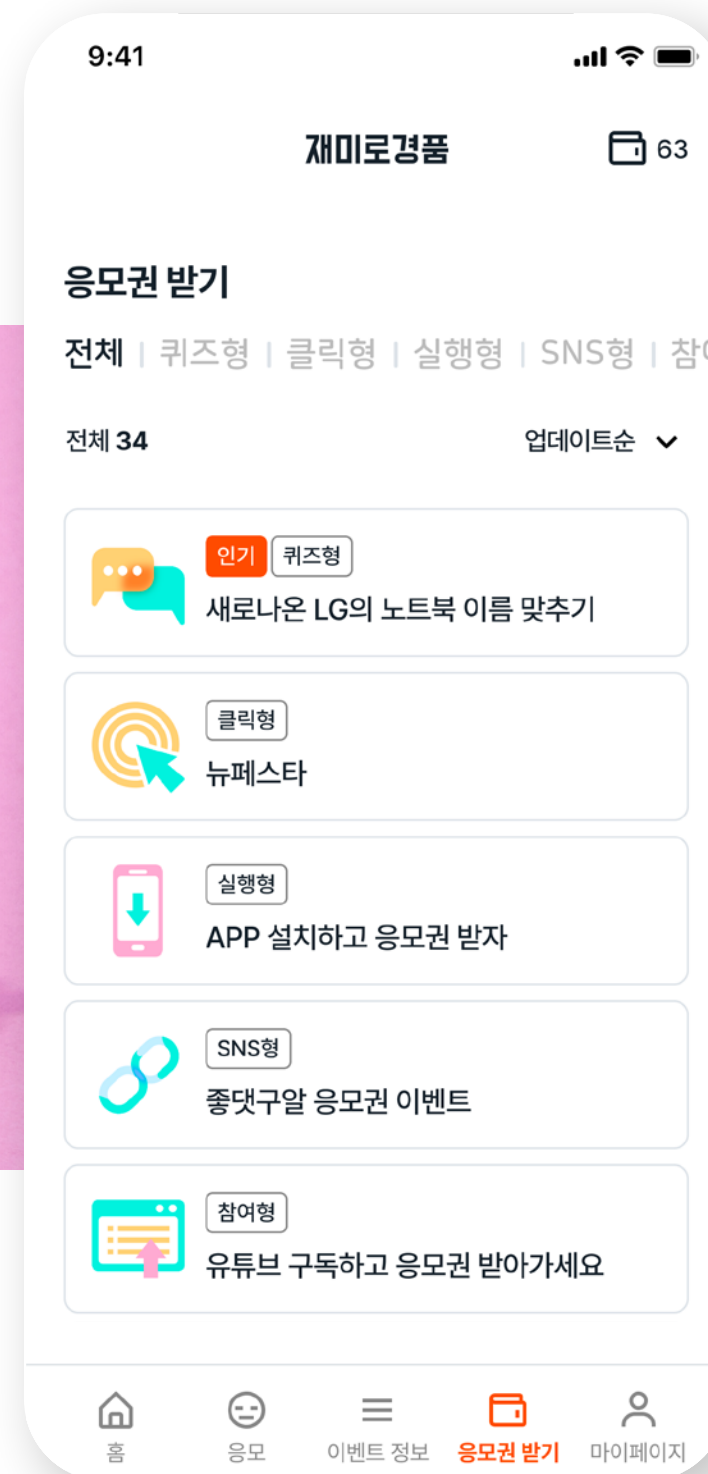 9:41
재미로경품 63
응모권 받기
전체 | 퀴즈형 | 클릭형 | 실행형 | SNS형 |
전체 34 업데이트순
인기 퀴즈형
새로나온 LG의 노트북 이름 맞추기
클릭형
뉴페스타
실행형
APP 설치하고 응모권 받자
SNS형
좋댓구알 응모권 이벤트
참여형
유튜브 구독하고 응모권 받아가세요
홈 응모 이벤트 정보 응모권 받기 마이페이지